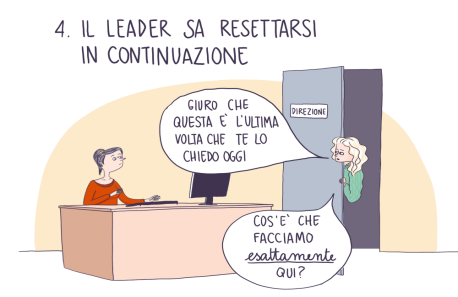 4. IL LEADER SA RESETTARSI
IN CONTINUAZIONE
GIURO CHE
QUESTA E' L'ULTIMA
VOLTA CHE TE LO
CHIEDO OGGI
DIREZIONE
COS'E' CHE
FACCIAMO
esattamente
QUI?